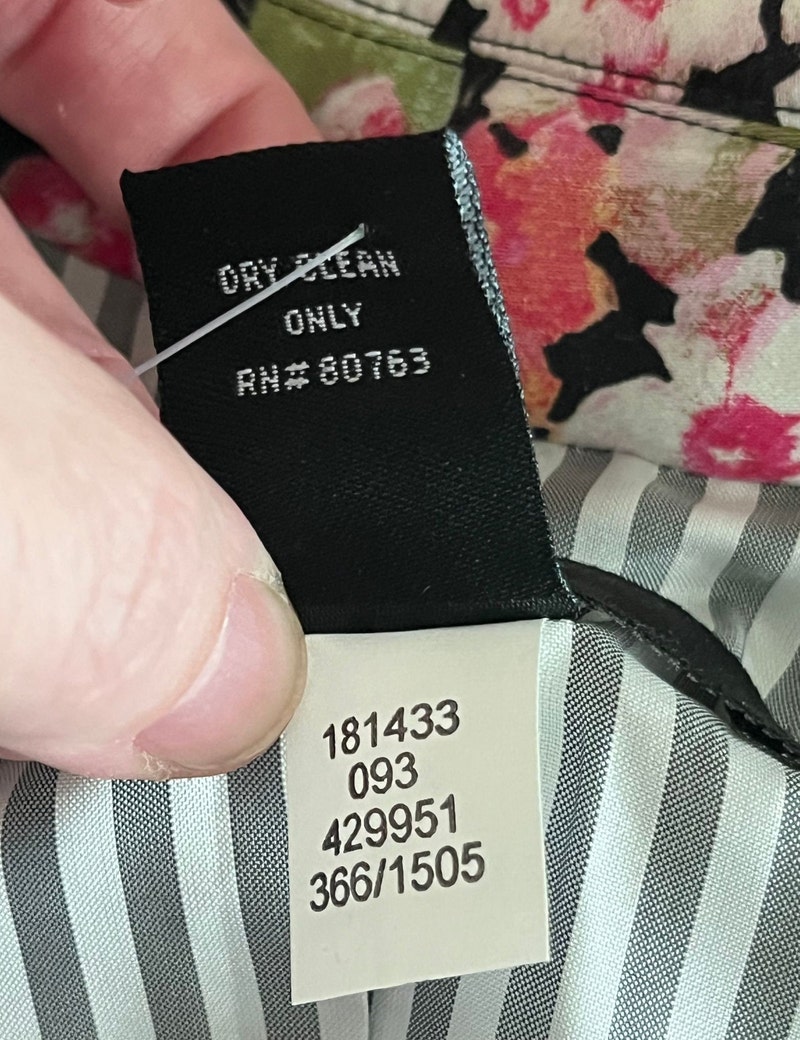 DRY CLEAN
ONLY
RN# 80763
181433
093
429951
366/1505